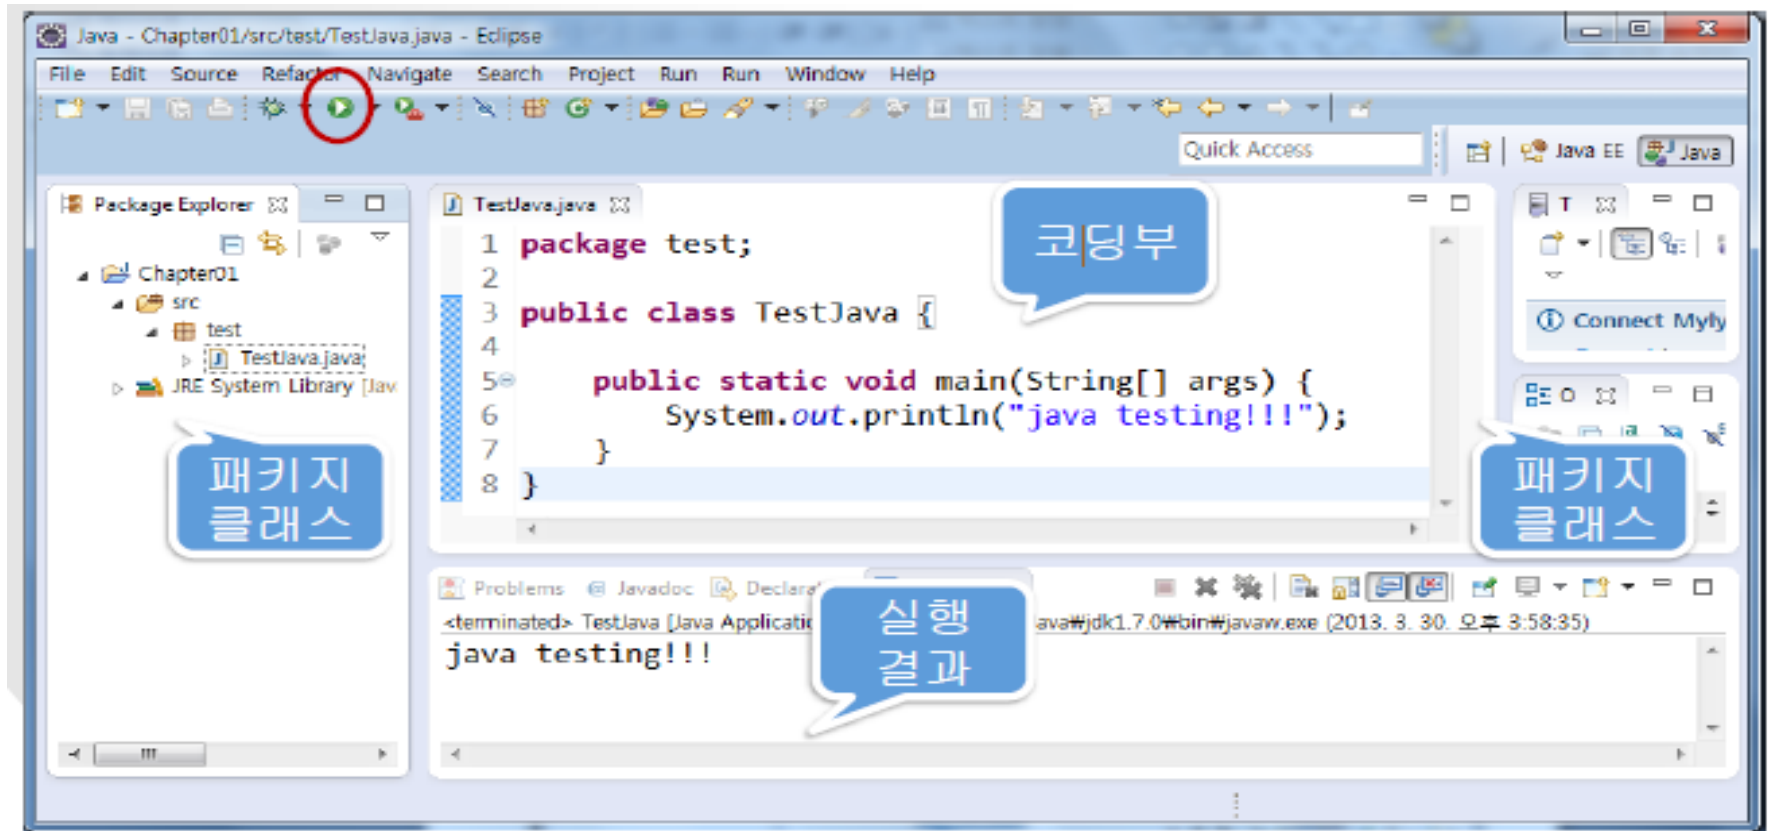 Java - Chapter01/src/test/TestJava.java - Eclipse
File Edit Source Refactor Navigate Search Project Run Run Window Help
Quick Access
Java EE
Java
Package Explorer
Chapter01
src
test
TestJava.java
JRE System Library [Jav
패키지
클래스
TestJava.java
코딩부
1 package test;
2
3 public class TestJava {
4
5 public static void main(String[] args) {
6 System.out.println("java testing!!!");
7 }
8 }
T
Connect Myly
O
패키지
클래스
Problems Javadoc Declara
<terminated> TestJava [Java Applicatio
ava₩jdk1.7.0₩bin₩javaw.exe (2013. 3. 30. 오후 3:58:35)
java testing!!!
실행
결과